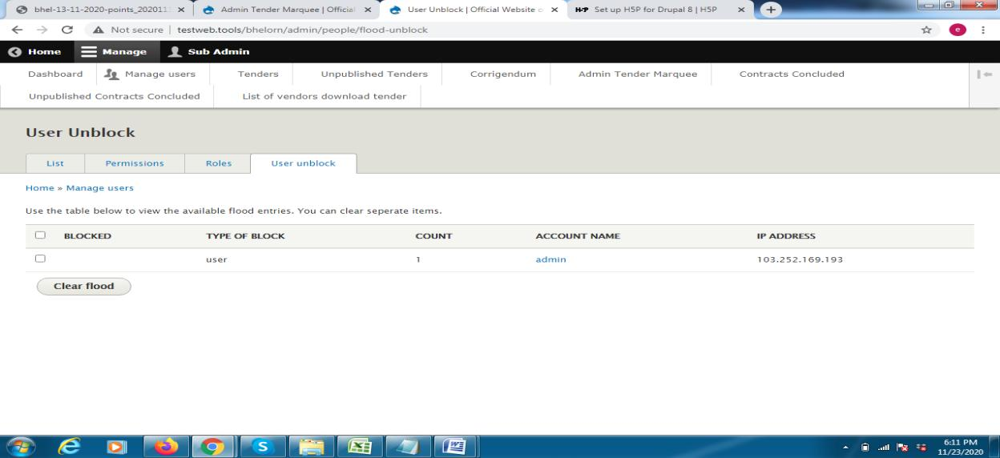 bhel-13-11-2020-points_202011
Admin Tender Marquee | Official
User Unblock | Official Website o
H-P Set up H5P for Drupal 8 | H5P
Not secure | testweb.tools/bhelorn/admin/people/flood-unblock
e
Home Manage Sub Admin
Dashboard Manage users Tenders Unpublished Tenders Corrigendum Admin Tender Marquee Contracts Concluded
Unpublished Contracts Concluded List of vendors download tender
User Unblock
List Permissions Roles User unblock
Home » Manage users
Use the table below to view the available flood entries. You can clear seperate items.
BLOCKED TYPE OF BLOCK COUNT ACCOUNT NAME IP ADDRESS
user 1 admin 103.252.169.193
Clear flood
6:11 PM
11/23/2020